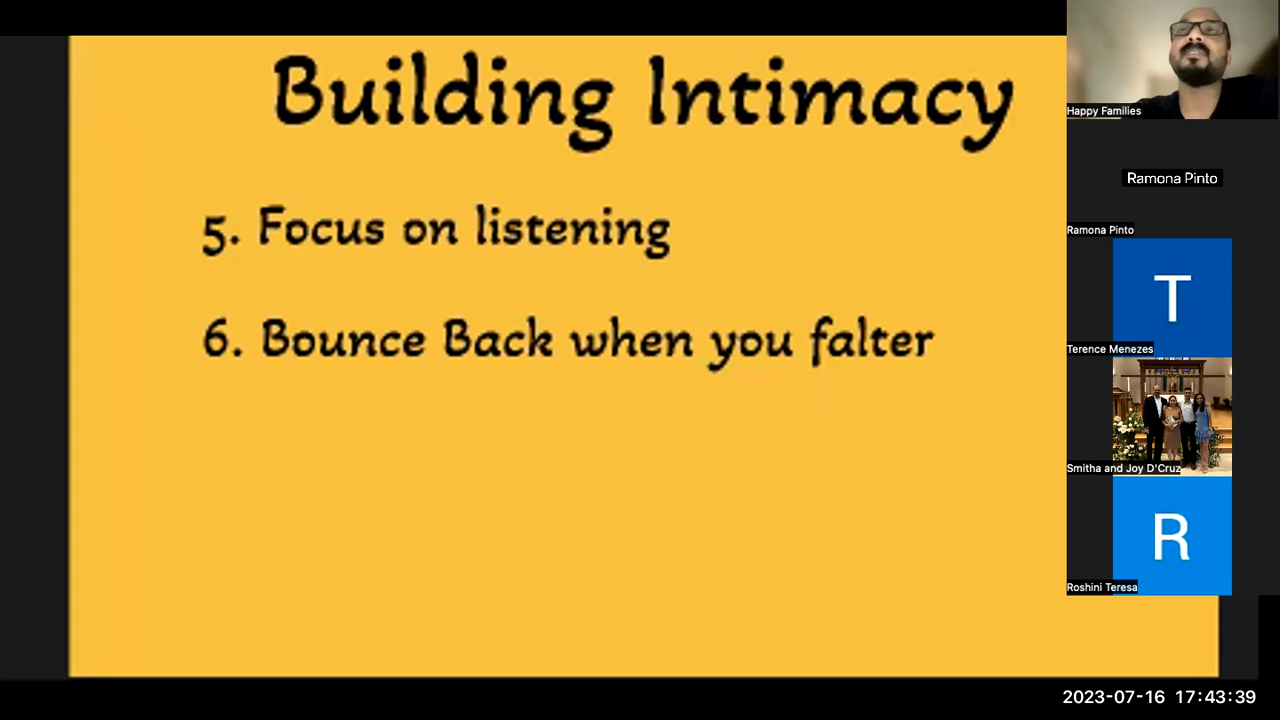 Building Intimacy
5. Focus on listening
6. Bounce Back when you falter
Happy Families
Ramona Pinto
Ramona Pinto
T
Terence Menezes
Smitha and Joy D'Cruz
R
Roshini Teresa
2023-07-16 17:43:39